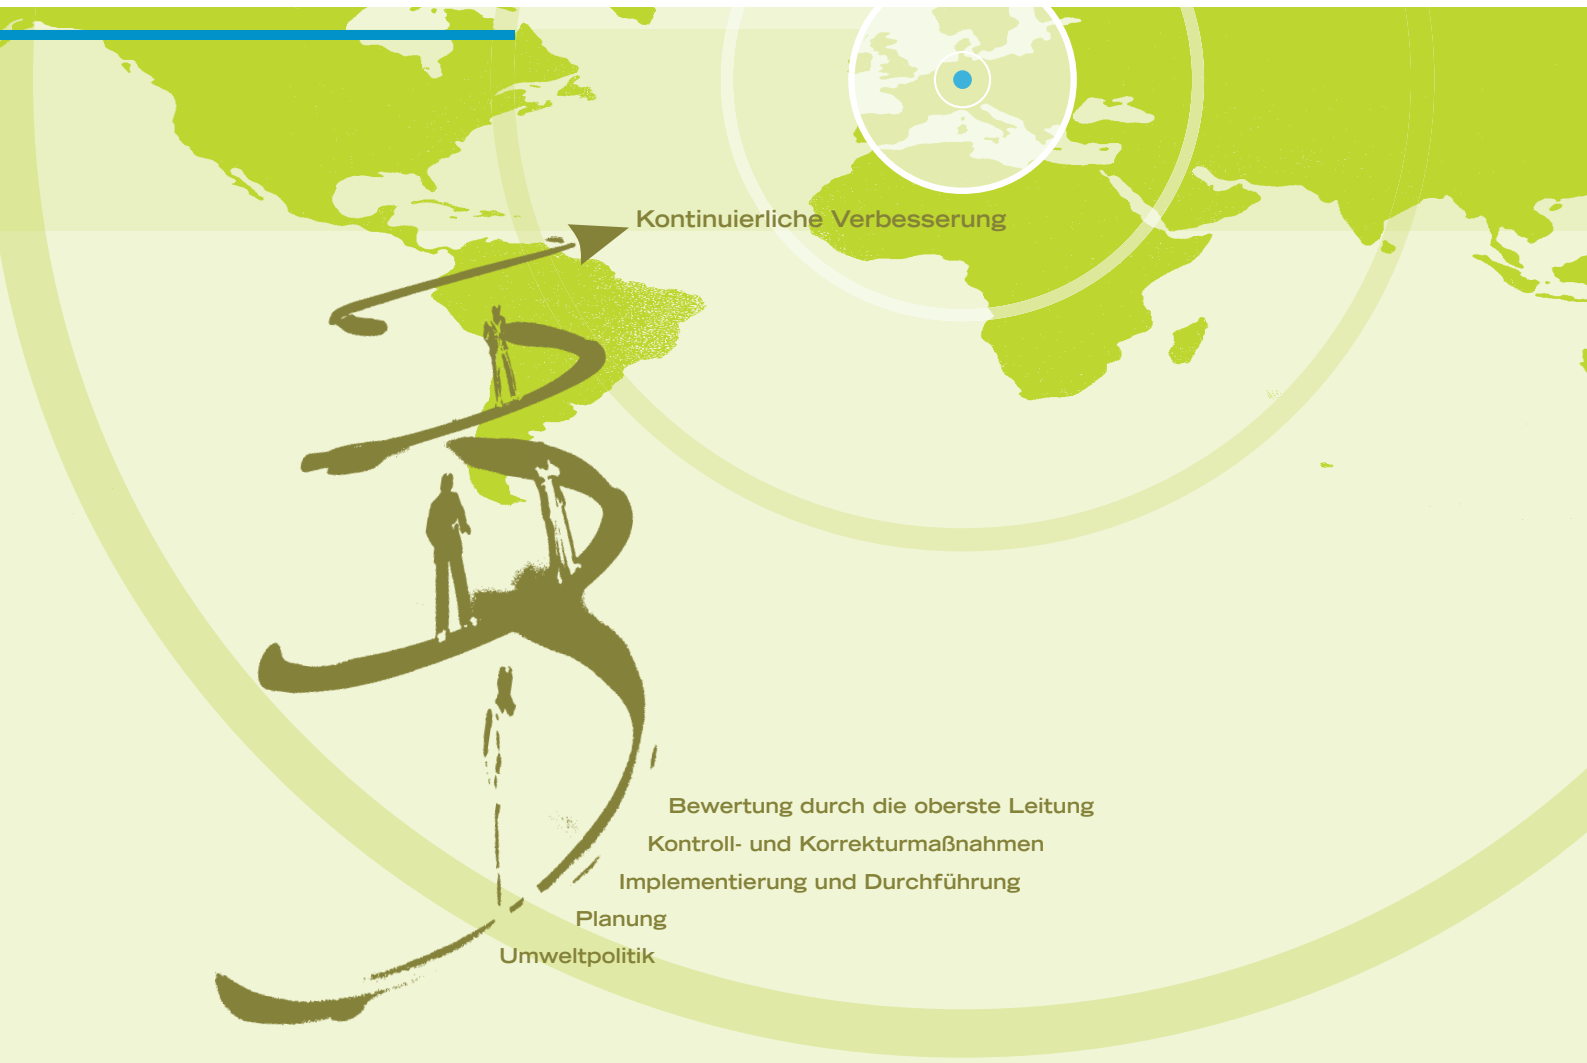 Kontinuierliche Verbesserung
Bewertung durch die oberste Leitung
Kontroll- und Korrekturmaßnahmen
Implementierung und Durchführung
Planung
Umweltpolitik